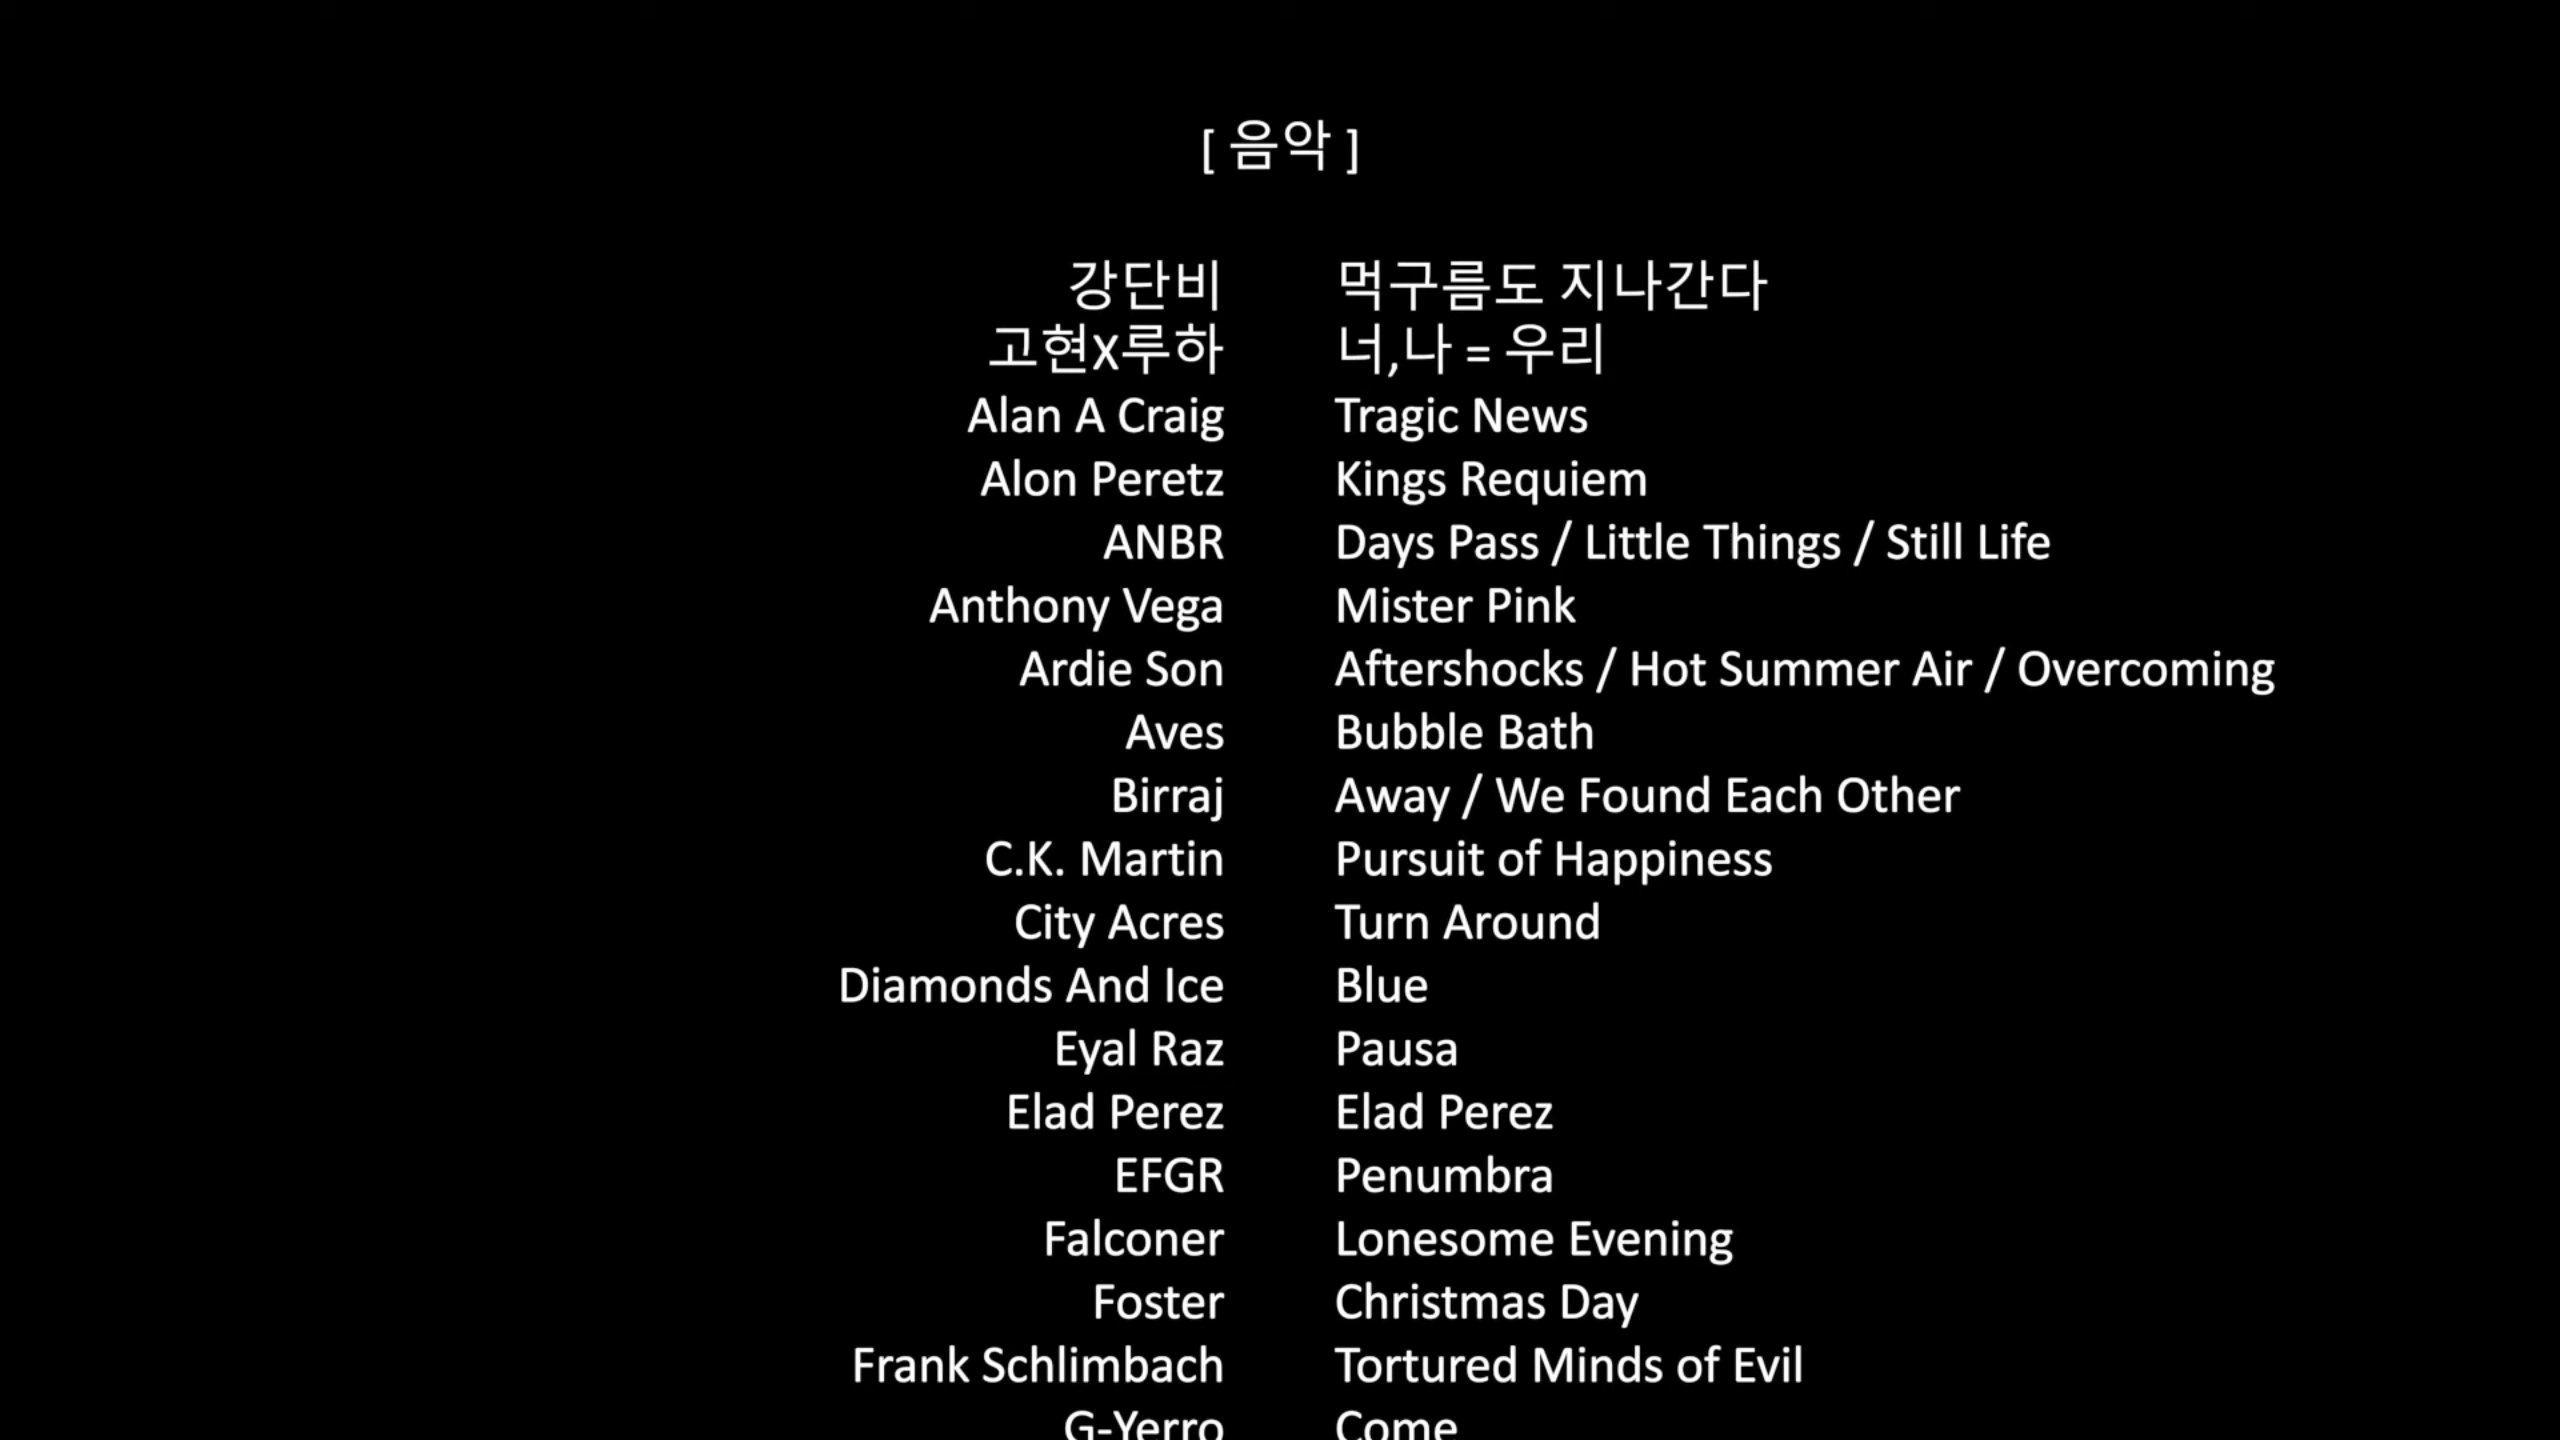 [ 음악 ]
강단비 먹구름도 지나간다
고현X루하 너,나 = 우리
Alan A Craig Tragic News
Alon Peretz Kings Requiem
ANBR Days Pass / Little Things / Still Life
Anthony Vega Mister Pink
Ardie Son Aftershocks / Hot Summer Air / Overcoming
Aves Bubble Bath
Birraj Away / We Found Each Other
C.K. Martin Pursuit of Happiness
City Acres Turn Around
Diamonds And Ice Blue
Eyal Raz Pausa
Elad Perez Elad Perez
EFGR Penumbra
Falconer Lonesome Evening
Foster Christmas Day
Frank Schlimbach Tortured Minds of Evil
G-Yerro Come